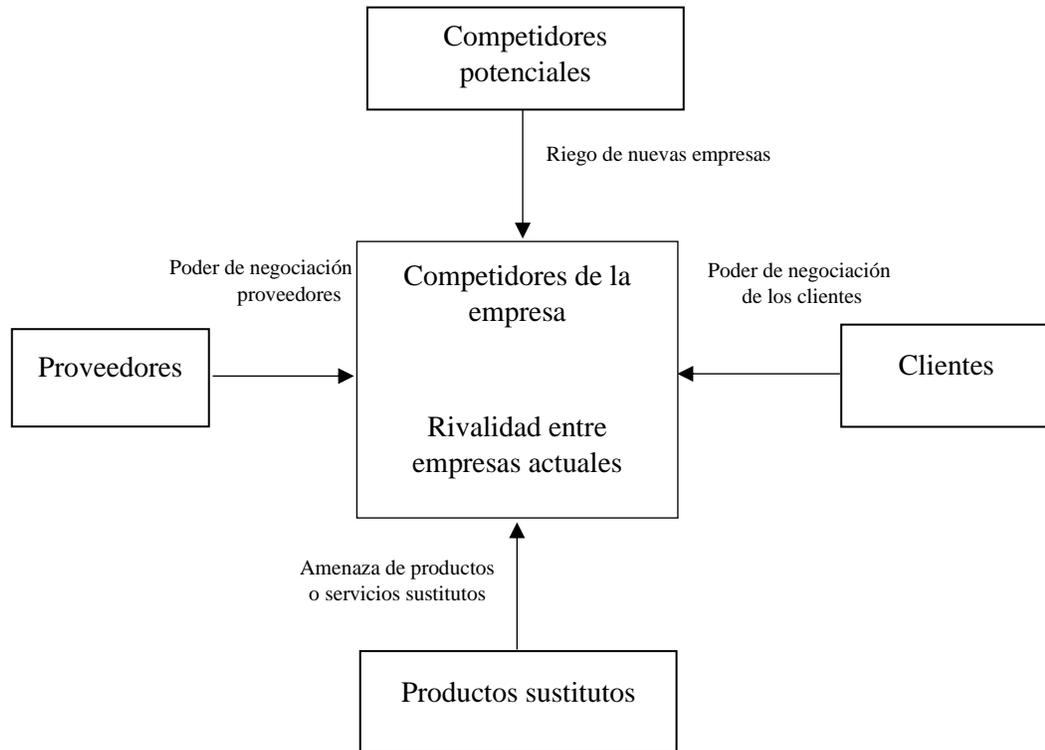 Competidores
potenciales
Riego de nuevas empresas
Poder de negociación
proveedores
Competidores de la
empresa
Poder de negociación
de los clientes
Proveedores
Clientes
Rivalidad entre
empresas actuales
Amenaza de productos
o servicios sustitutos
Productos sustitutos